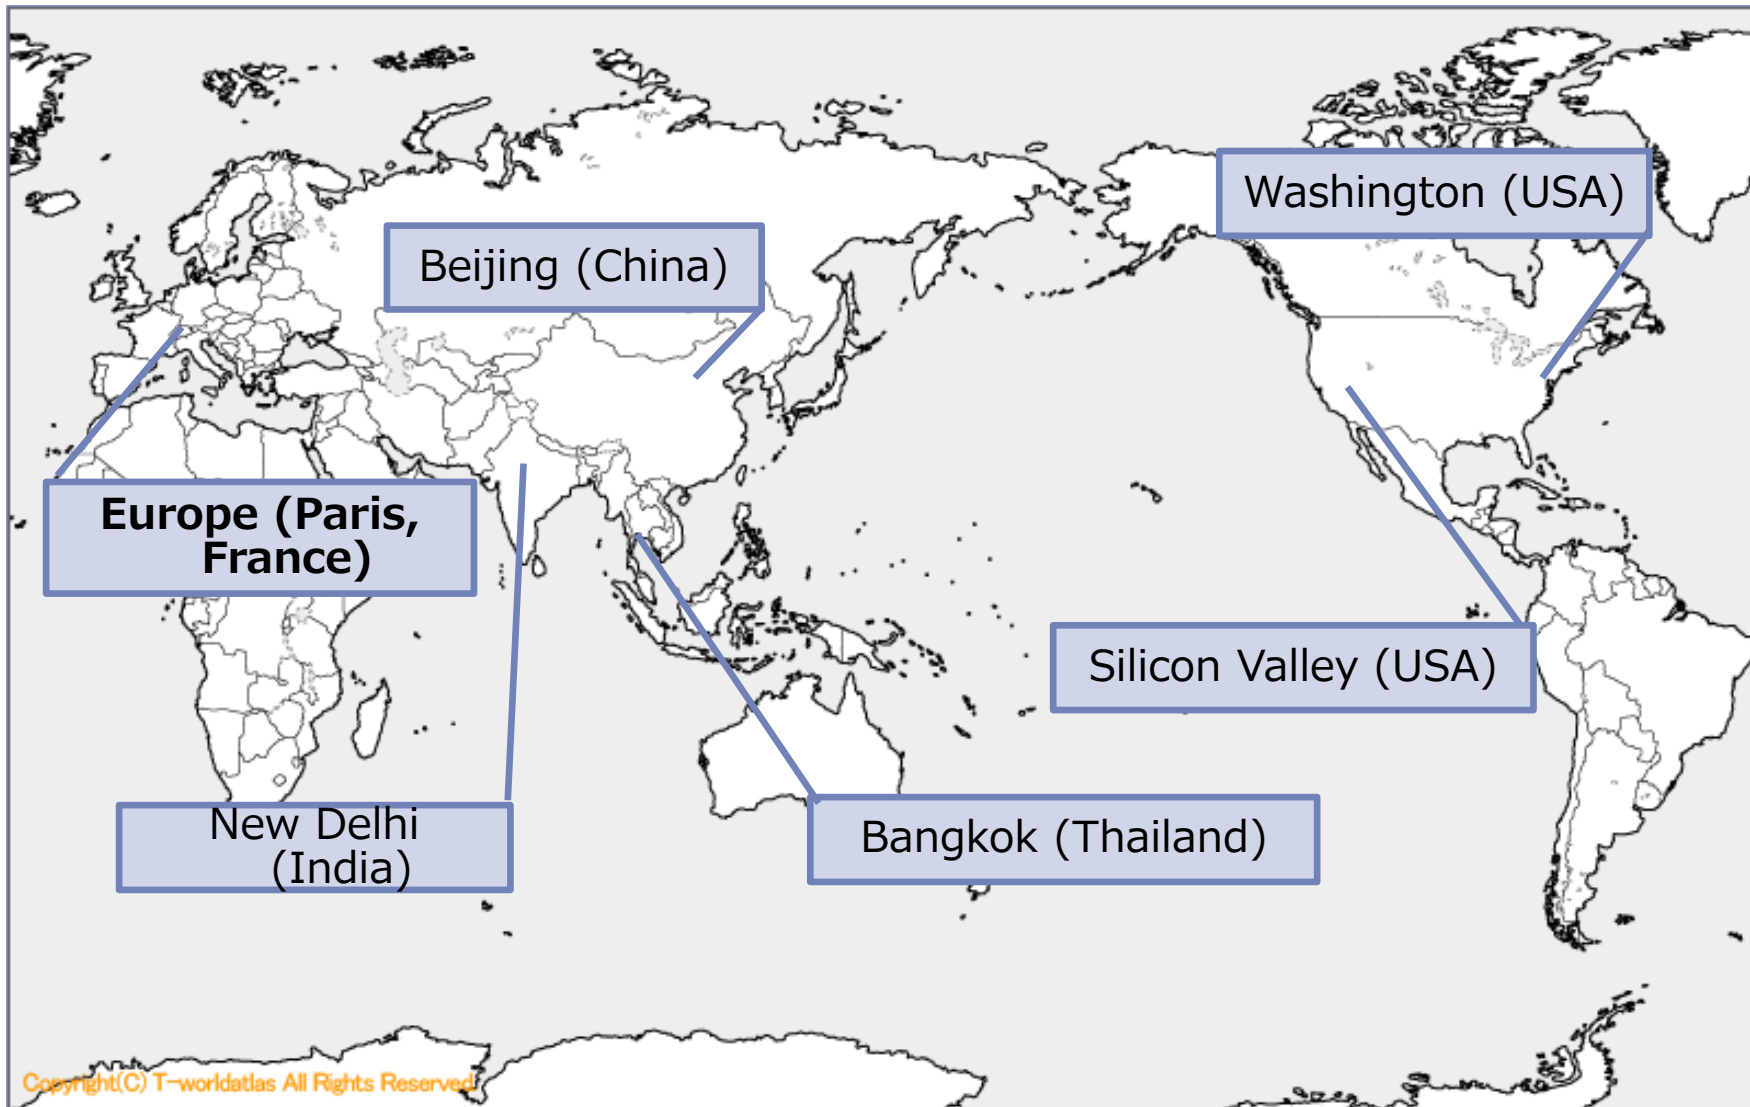 Washington (USA)
Beijing (China)
Europe (Paris,
France)
Silicon Valley (USA)
New Delhi
(India)
Bangkok (Thailand)
Copyright(C) T-worldatlas All Rights Reserved